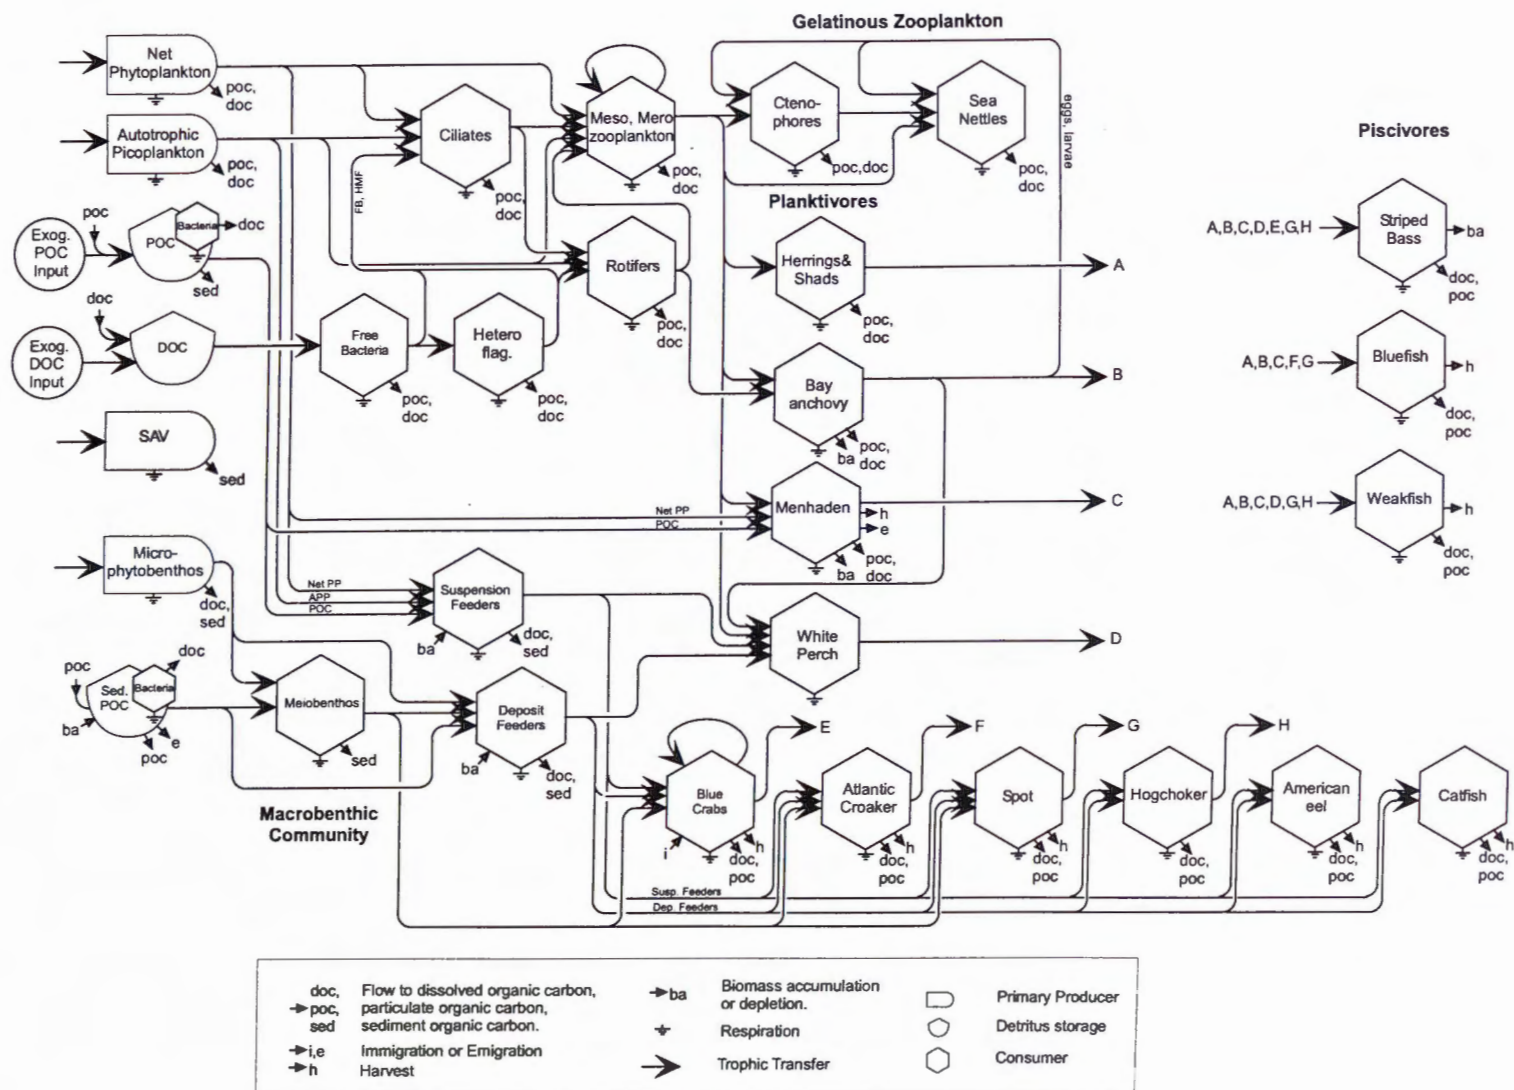 Gelatinous Zooplankton
Net
Phytoplankton
poc,
doc
Autotrophic
Picoplankton
poc,
doc
Ciliates
poc,
doc
FB, HMF
Meso, Mero
zooplankton
poc,
doc
Cteno-
phores
poc,doc
Sea
Nettles
poc,
doc
eggs, larvae
Piscivores
poc
Exog.
POC
Input
POC
Bacteria
doc
sed
Rotifers
poc,
doc
Planktivores
Herrings&
Shads
poc,
doc
A
A,B,C,D,E,G,H
Striped
Bass
ba
doc,
poc
doc
Exog.
DOC
Input
DOC
Free
Bacteria
poc,
doc
Hetero
flag.
poc,
doc
Bay
anchovy
ba
poc,
doc
B
A,B,C,F,G
Bluefish
h
doc,
poc
SAV
sed
Net PP
POC
Menhaden
h
e
ba
poc,
doc
C
A,B,C,D,G,H
Weakfish
h
doc,
poc
Micro-
phytobenthos
doc,
sed
Net PP
APP
POC
Suspension
Feeders
ba
doc,
sed
White
Perch
D
poc
Sed.
POC
Bacteria
doc
ba
poc
e
Meiobenthos
sed
Deposit
Feeders
ba
doc,
sed
Macrobenthic
Community
Blue
Crabs
i
h
doc,
poc
E
Atlantic
Croaker
h
doc,
poc
F
Spot
h
doc,
poc
G
Hogchoker
doc,
poc
H
American
eel
h
doc,
poc
Catfish
h
doc,
poc
Susp. Feeders
Dep. Feeders
doc, Flow to dissolved organic carbon,
poc, particulate organic carbon,
sed sediment organic carbon.
i,e Immigration or Emigration
h Harvest
ba Biomass accumulation
or depletion.
Respiration
Trophic Transfer
Primary Producer
Detritus storage
Consumer